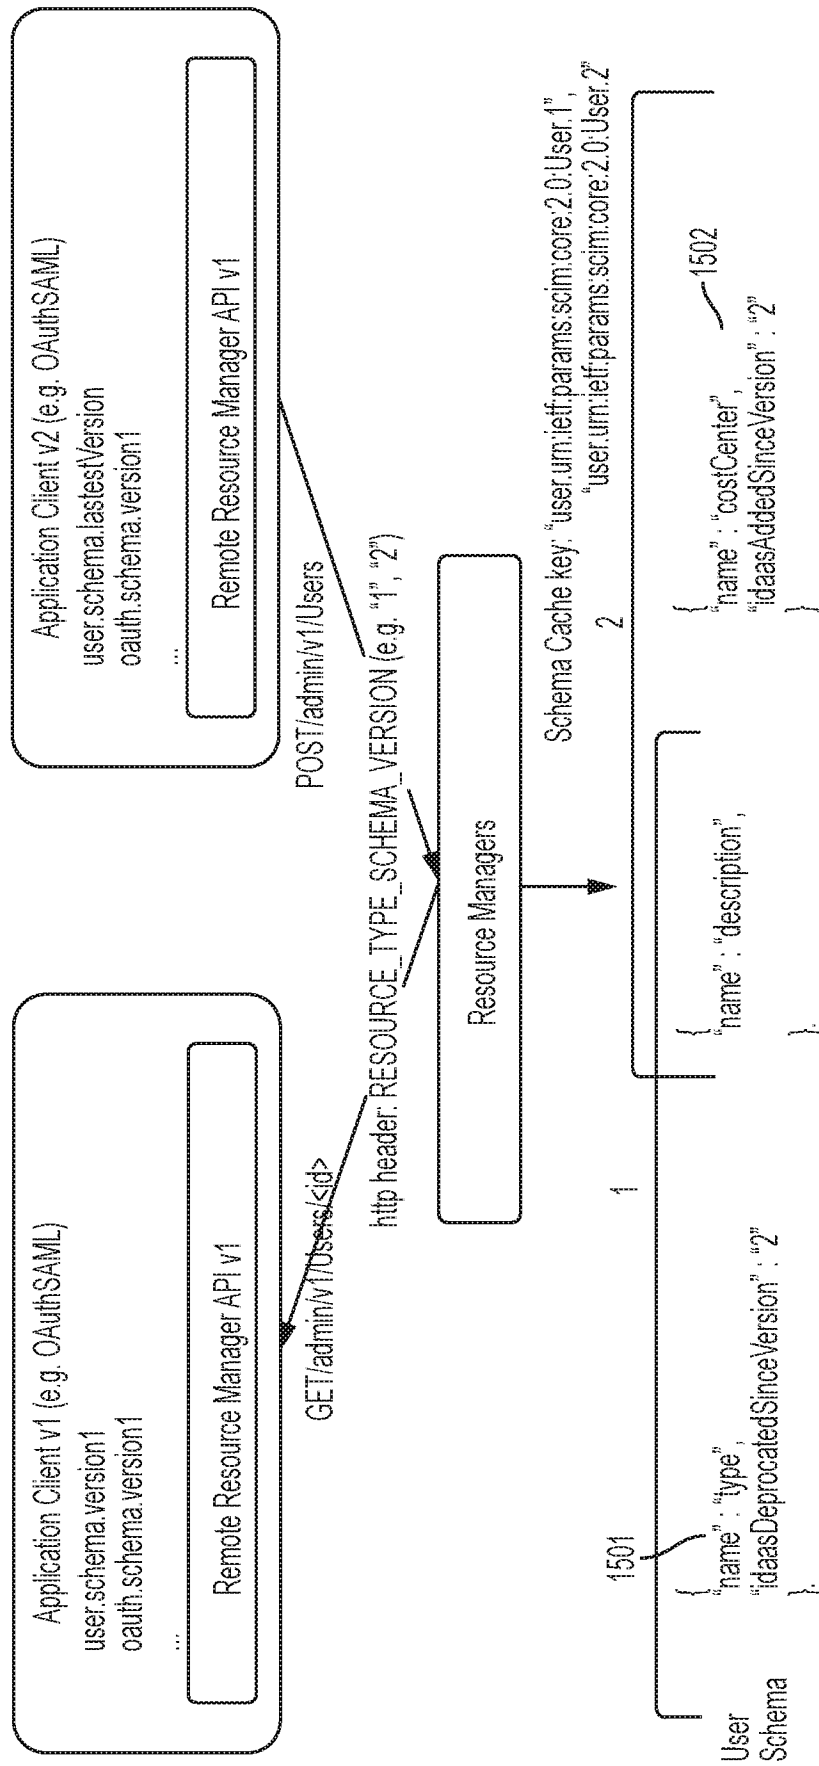 Application Client v1 (e.g. OAuthSAML)
user.schema.version1
oauth.schema.version1
...
Remote Resource Manager API v1
Application Client v2 (e.g. OAuthSAML)
user.schema.lastestVersion
oauth.schema.version1
...
Remote Resource Manager API v1
GET/admin/v1/Users/<id>
POST/admin/v1/Users
http header: RESOURCE_TYPE_SCHEMA_VERSION (e.g. “1”, “2”)
Resource Managers
Schema Cache key: “user.urn:ietf:params:scim:core:2.0:User.1”,
“user.urn:ietf:params:scim:core:2.0:User.2”
1
2
User
Schema
1501
{
“name” : “type”,
“idaasDeprocatedSinceVersion” : “2”
},
{
“name” : “description”,
},
{
“name” : “costCenter”,
“idaasAddedSinceVersion” : “2”
}
1502